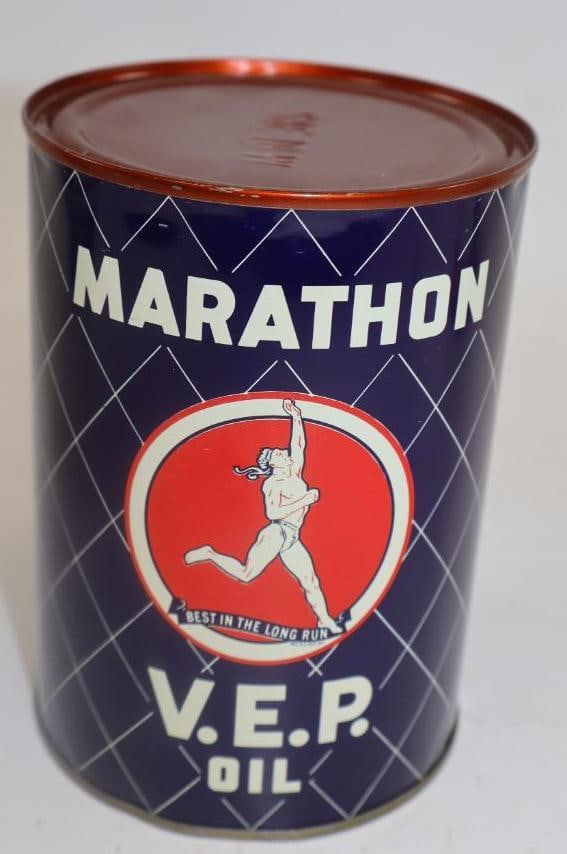 MARATHON
BEST IN THE LONG RUN
V.E.P.
OIL